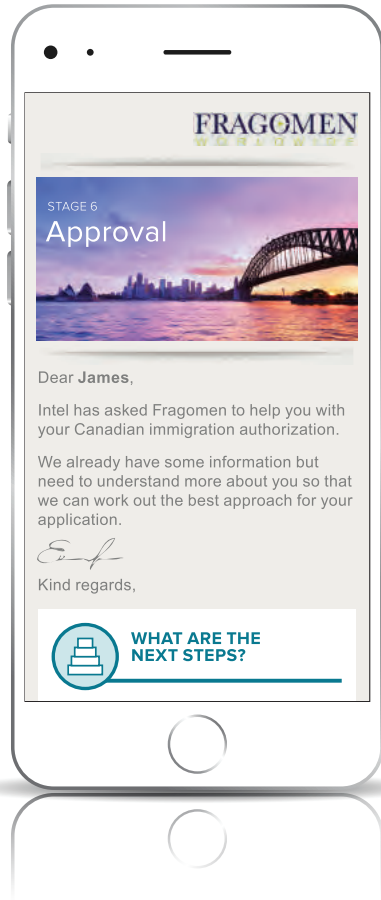 FRAGOMEN
WORLDWIDE
STAGE 6
Approval
Dear James,
Intel has asked Fragomen to help you with
your Canadian immigration authorization.
We already have some information but
need to understand more about you so that
we can work out the best approach for your
application.
Kind regards,
WHAT ARE THE
NEXT STEPS?